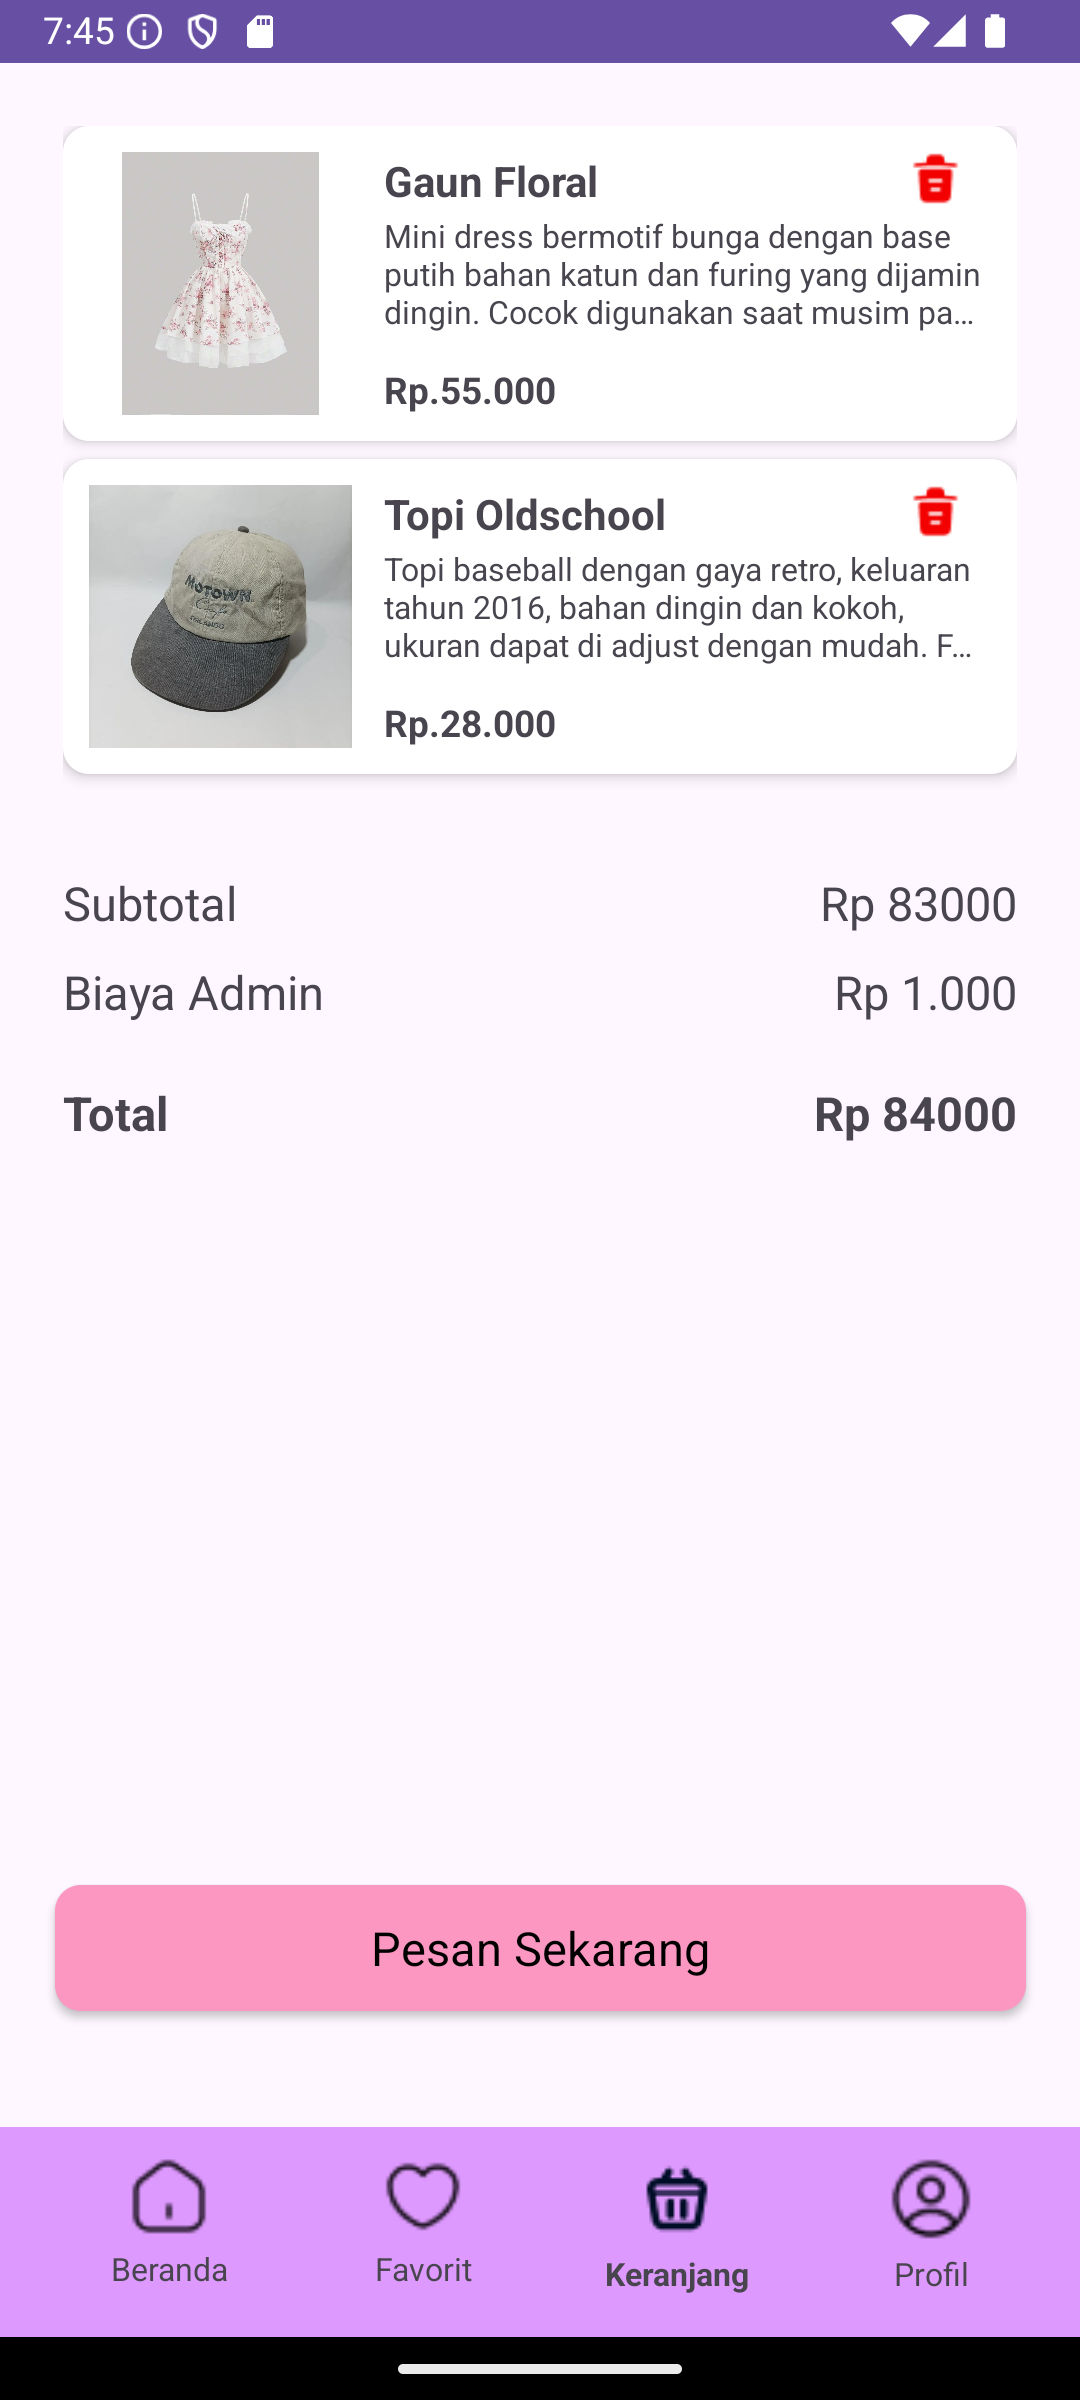 7:45
Gaun Floral
Mini dress bermotif bunga dengan base
putih bahan katun dan furing yang dijamin
dingin. Cocok digunakan saat musim pa...
Rp.55.000
MOTOWN
Cafe
ORLANDO
Topi Oldschool
Topi baseball dengan gaya retro, keluaran
tahun 2016, bahan dingin dan kokoh,
ukuran dapat di adjust dengan mudah. F...
Rp.28.000
Subtotal Rp 83000
Biaya Admin Rp 1.000
Total Rp 84000
Pesan Sekarang
Beranda Favorit Keranjang Profil